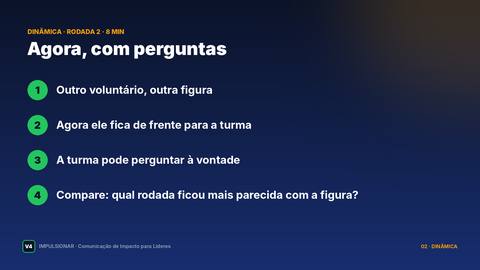 DINÂMICA · RODADA 2 · 8 MIN
Agora, com perguntas
1 Outro voluntário, outra figura
2 Agora ele fica de frente para a turma
3 A turma pode perguntar à vontade
4 Compare: qual rodada ficou mais parecida com a figura?
V4 IMPULSIONAR · Comunicação de Impacto para Líderes
02 · DINÂMICA